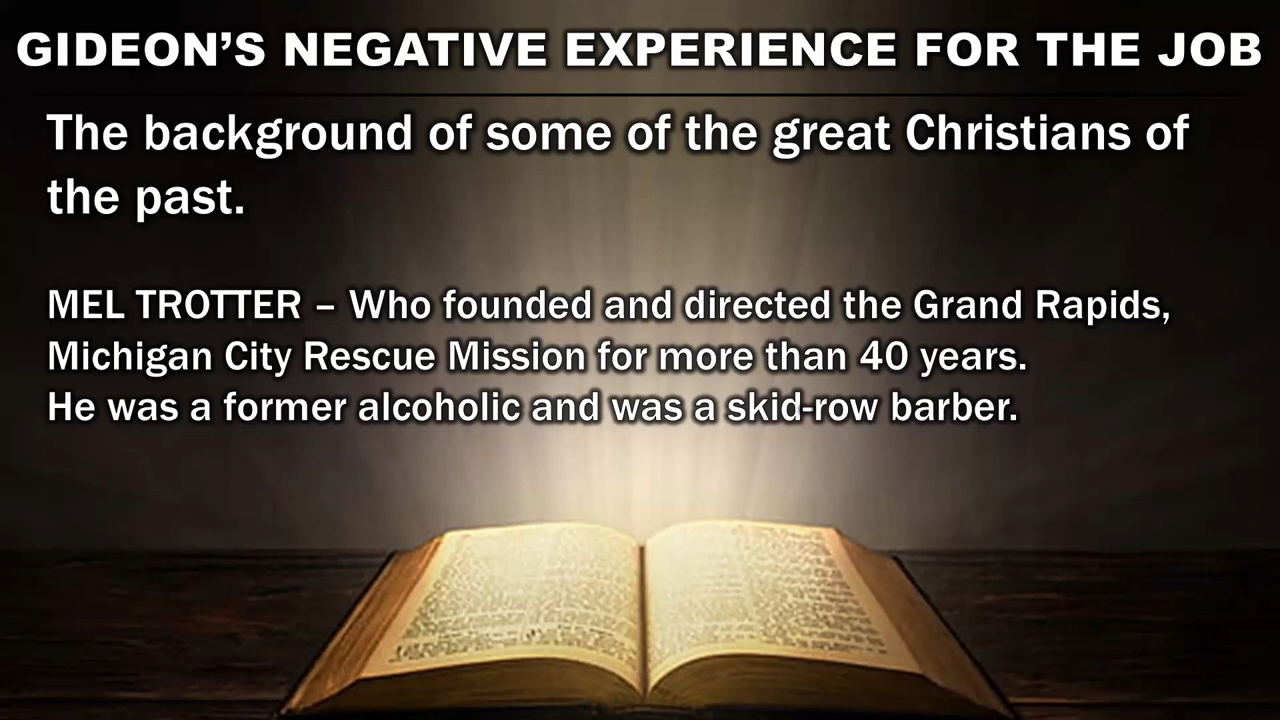 GIDEON’S NEGATIVE EXPERIENCE FOR THE JOB
The background of some of the great Christians of
the past.
MEL TROTTER – Who founded and directed the Grand Rapids,
Michigan City Rescue Mission for more than 40 years.
He was a former alcoholic and was a skid-row barber.